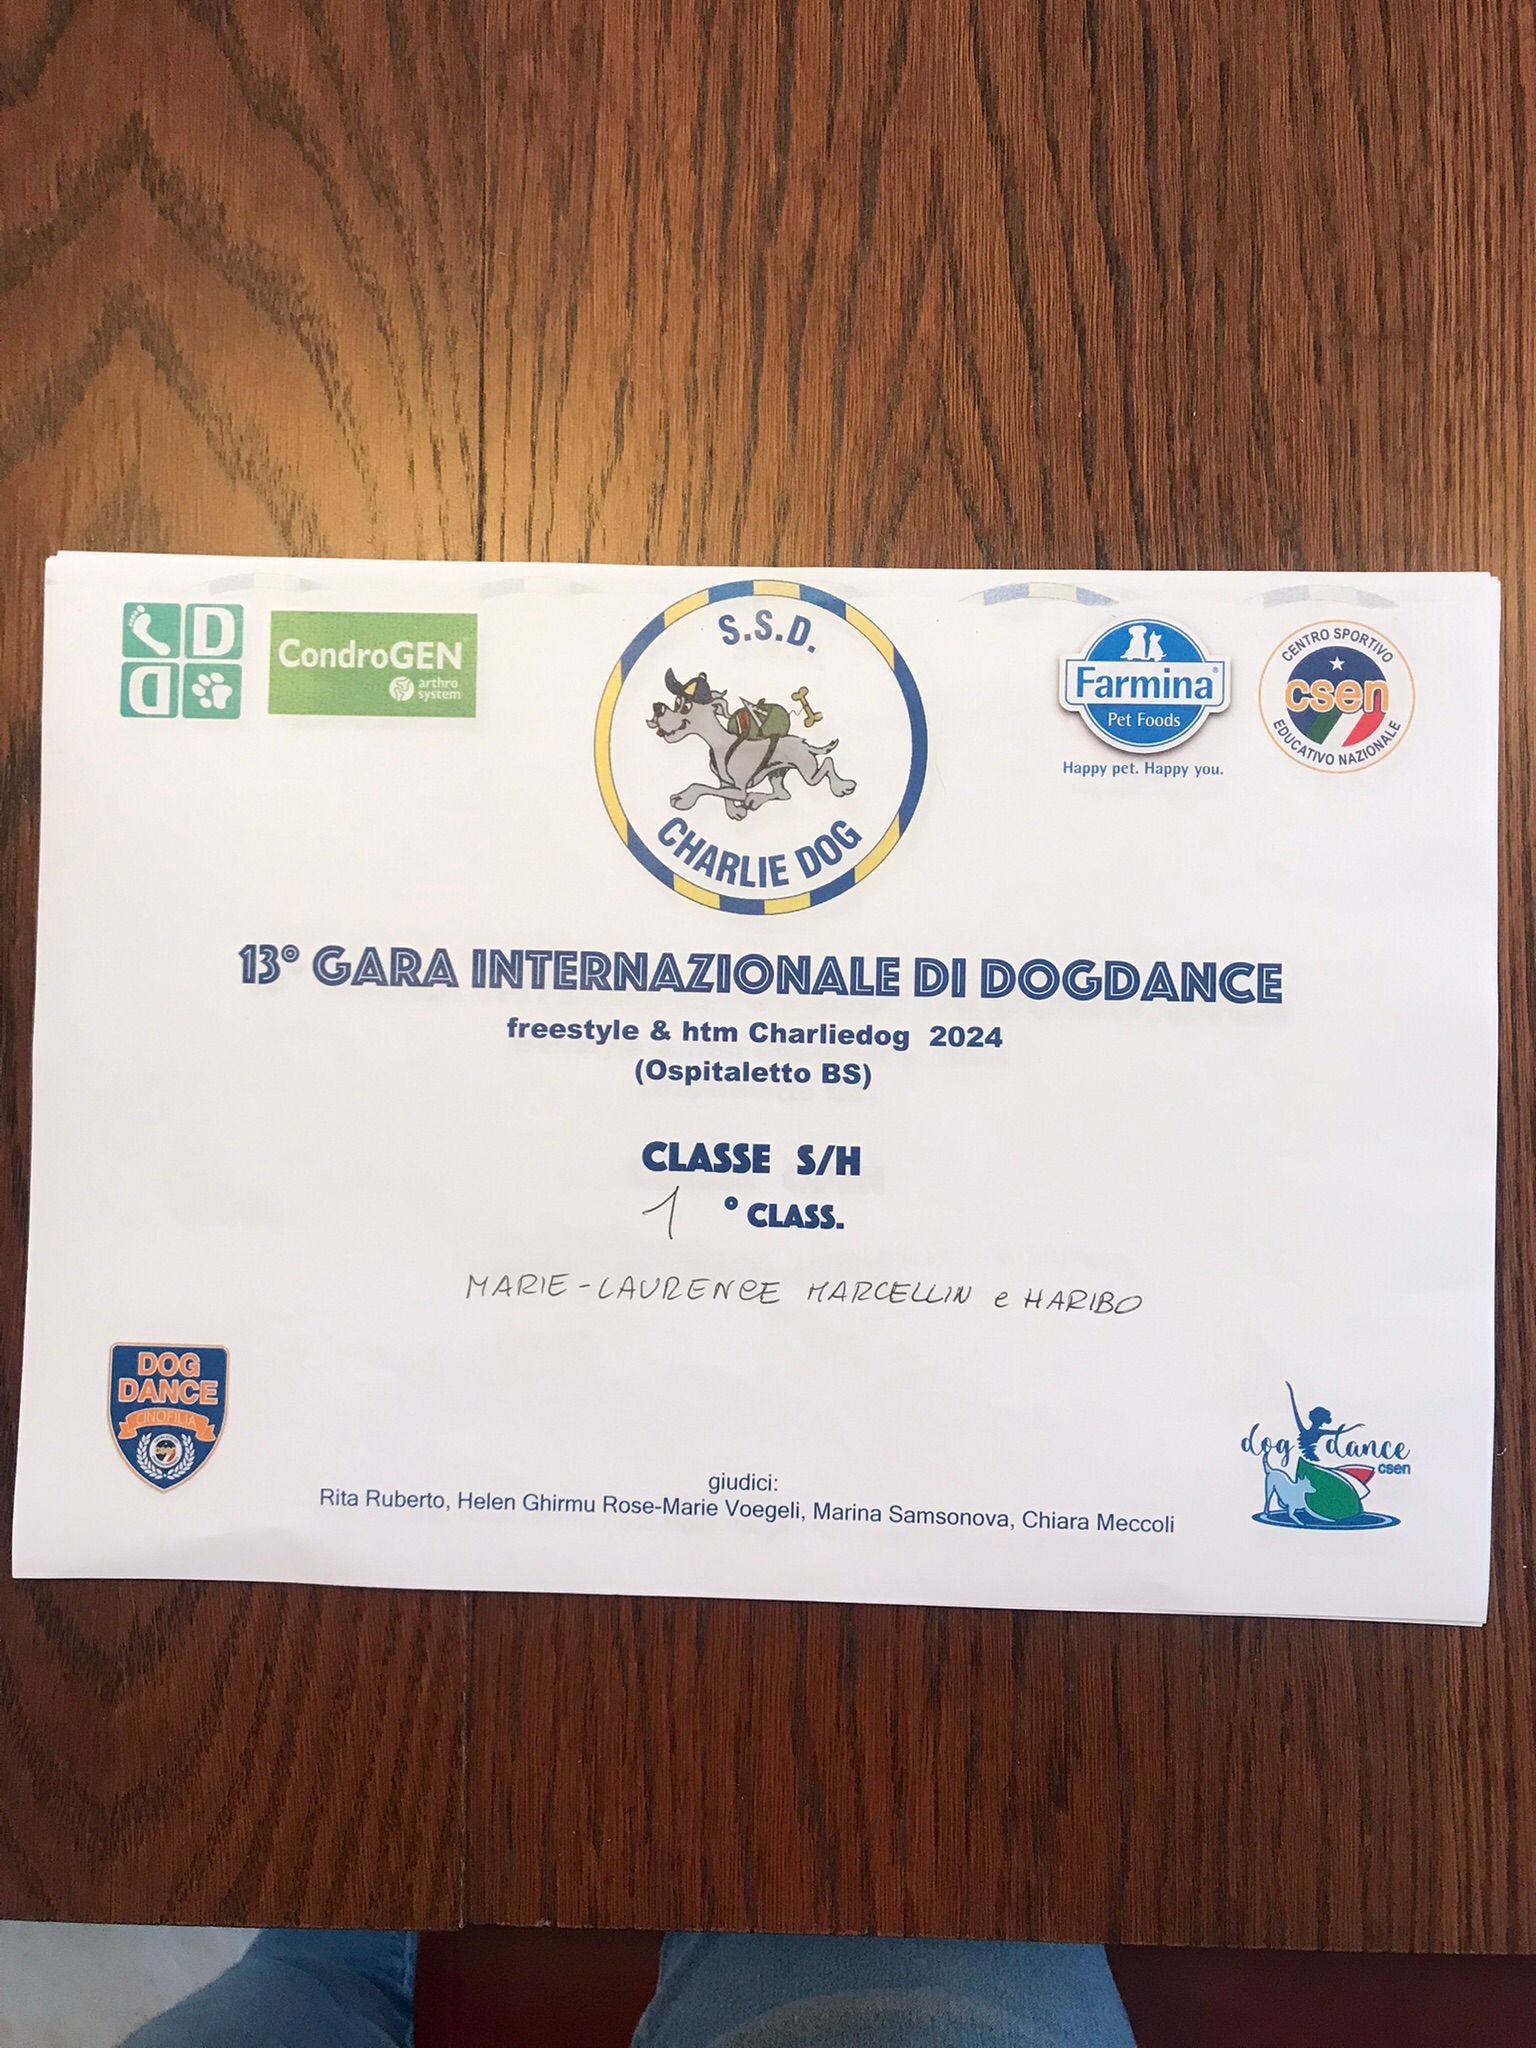 D
D
CondroGEN®
arthro
system
S.S.D.
CHARLIE DOG
Farmina®
Pet Foods
Happy pet. Happy you.
CENTRO SPORTIVO
csen
EDUCATIVO NAZIONALE
13° GARA INTERNAZIONALE DI DOGDANCE
freestyle & htm Charliedog 2024
(Ospitaletto BS)
CLASSE S/H
1 ° CLASS.
MARIE-LAURENCE MARCELLIN e HARIBO
DOG
DANCE
CINOFILIA
csen
dog dance
csen
giudici:
Rita Ruberto, Helen Ghirmu Rose-Marie Voegeli, Marina Samsonova, Chiara Meccoli